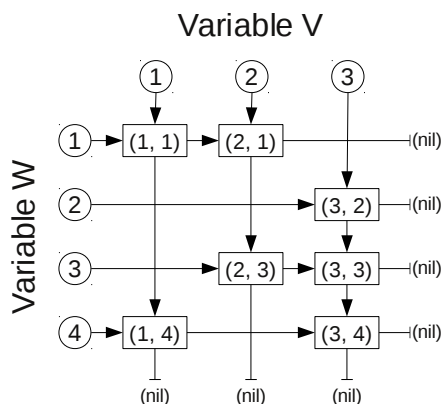 Variable V
1 2 3
Variable W
1 (1, 1) (2, 1) (nil)
2 (3, 2) (nil)
3 (2, 3) (3, 3) (nil)
4 (1, 4) (3, 4) (nil)
(nil) (nil) (nil)